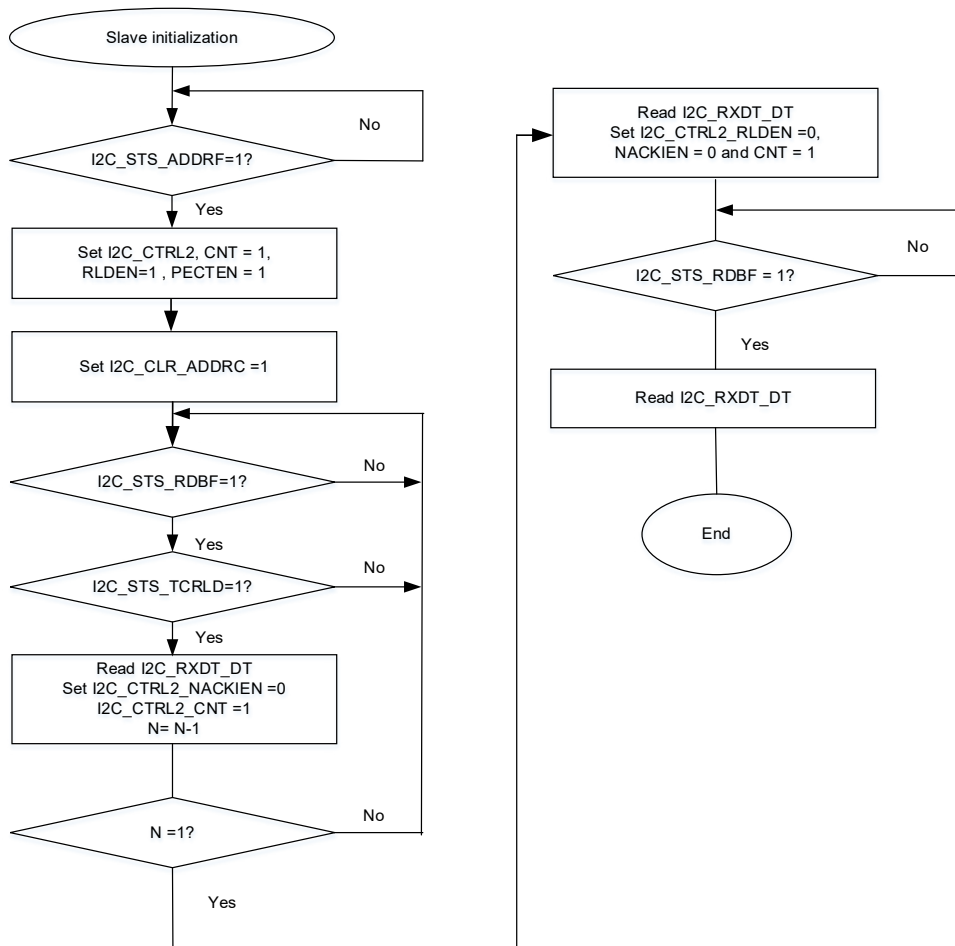 Slave initialization
No
I2C_STS_ADDRF=1?
Yes
Set I2C_CTRL2, CNT = 1,
RLDEN=1 , PECTEN = 1
Set I2C_CLR_ADDRC =1
I2C_STS_RDBF=1?
No
Yes
I2C_STS_TCRLD=1?
No
Yes
Read I2C_RXDT_DT
Set I2C_CTRL2_NACKIEN =0
I2C_CTRL2_CNT =1
N= N-1
N =1?
No
Yes
Read I2C_RXDT_DT
Set I2C_CTRL2_RLDEN =0,
NACKIEN = 0 and CNT = 1
No
I2C_STS_RDBF = 1?
Yes
Read I2C_RXDT_DT
End